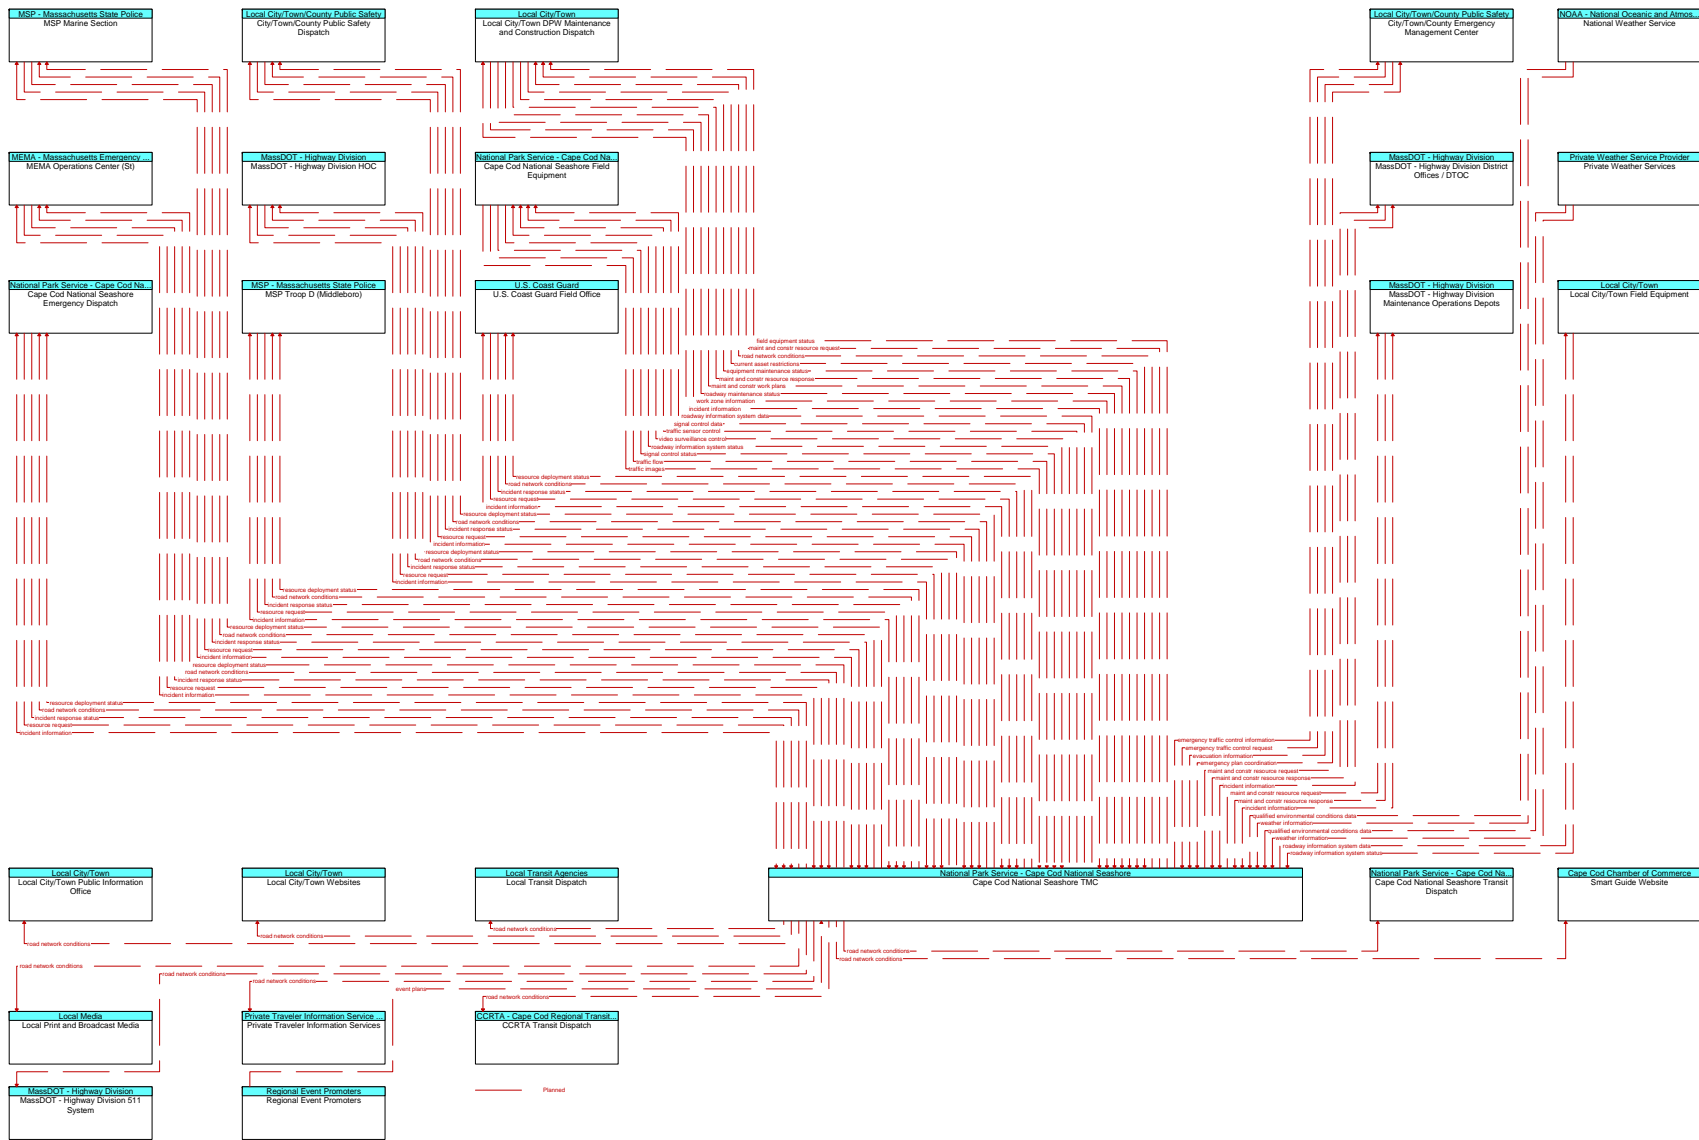 MSP - Massachusetts State Police
MSP Marine Section
Local City/Town/County Public Safety
City/Town/County Public Safety
Dispatch
Local City/Town
Local City/Town DPW Maintenance
and Construction Dispatch
Local City/Town/County Public Safety
City/Town/County Emergency
Management Center
NOAA - National Oceanic and Atmos...
National Weather Service
MEMA - Massachusetts Emergency ...
MEMA Operations Center (St)
MassDOT - Highway Division
MassDOT - Highway Division HOC
National Park Service - Cape Cod Na...
Cape Cod National Seashore Field
Equipment
MassDOT - Highway Division
MassDOT - Highway Division District
Offices / DTOC
Private Weather Service Provider
Private Weather Services
National Park Service - Cape Cod Na...
Cape Cod National Seashore
Emergency Dispatch
MSP - Massachusetts State Police
MSP Troop D (Middleboro)
U.S. Coast Guard
U.S. Coast Guard Field Office
MassDOT - Highway Division
MassDOT - Highway Division
Maintenance Operations Depots
Local City/Town
Local City/Town Field Equipment
field equipment status
maint and constr resource request
road network conditions
current asset restrictions
equipment maintenance status
maint and constr resource response
maint and constr work plans
roadway maintenance status
work zone information
incident information
roadway information system data
signal control data
traffic sensor control
video surveillance control
roadway information system status
signal control status
traffic flow
traffic images
resource deployment status
road network conditions
incident response status
resource request
incident information
resource deployment status
road network conditions
incident response status
resource request
incident information
resource deployment status
road network conditions
incident response status
resource request
incident information
resource deployment status
road network conditions
incident response status
resource request
incident information
resource deployment status
road network conditions
incident response status
resource request
incident information
resource deployment status
road network conditions
incident response status
resource request
incident information
resource deployment status
road network conditions
incident response status
resource request
incident information
emergency traffic control information
emergency traffic control request
evacuation information
emergency plan coordination
maint and constr resource request
maint and constr resource response
incident information
maint and constr resource request
maint and constr resource response
incident information
qualified environmental conditions data
weather information
qualified environmental conditions data
weather information
roadway information system data
roadway information system status
Local City/Town
Local City/Town Public Information
Office
Local City/Town
Local City/Town Websites
Local Transit Agencies
Local Transit Dispatch
National Park Service - Cape Cod National Seashore
Cape Cod National Seashore TMC
National Park Service - Cape Cod Na...
Cape Cod National Seashore Transit
Dispatch
Cape Cod Chamber of Commerce
Smart Guide Website
road network conditions
road network conditions
road network conditions
road network conditions
road network conditions
road network conditions
road network conditions
road network conditions
event plans
road network conditions
Local Media
Local Print and Broadcast Media
Private Traveler Information Service ...
Private Traveler Information Services
CCRTA - Cape Cod Regional Transit...
CCRTA Transit Dispatch
MassDOT - Highway Division
MassDOT - Highway Division 511
System
Regional Event Promoters
Regional Event Promoters
Planned